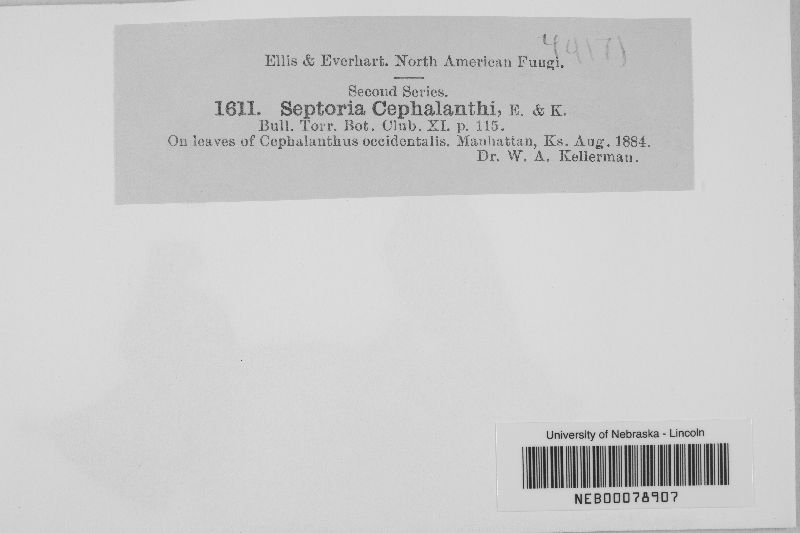 Ellis & Everhart. North American Fungi.
Second Series.
1611. Septoria Cephalanthi, E. & K.
Bull. Torr. Bot. Club. XI. p. 115.
On leaves of Cephalanthus occidentalis. Manhattan, Ks. Aug. 1884.
Dr. W. A. Kellerman.
University of Nebraska - Lincoln
NEB00078907